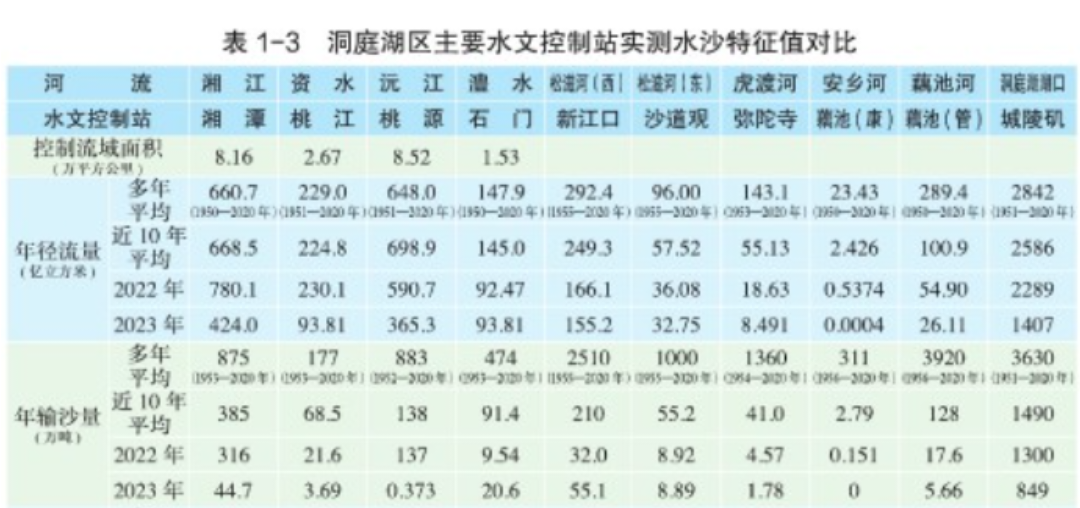 表 1-3 洞庭湖区主要水文控制站实测水沙特征值对比
河 流 湘 江 资 水 沅 江 澧 水 松滋河(西) 松滋河(东) 虎渡河 安乡河 藕池河 洞庭湖湖口
水文控制站 湘 潭 桃 江 桃 源 石 门 新江口 沙道观 弥陀寺 藕池(康) 藕池(管) 城陵矶
控制流域面积 8.16 2.67 8.52 1.53
(万平方公里)
年径流量
(亿立方米)
多年平均 660.7 229.0 648.0 147.9 292.4 96.00 143.1 23.43 289.4 2842
(1950—2020年) (1951—2020年) (1951—2020年) (1950—2020年) (1955—2020年) (1955—2020年) (1953—2020年) (1950—2020年) (1950—2020年) (1951—2020年)
近10年平均 668.5 224.8 698.9 145.0 249.3 57.52 55.13 2.426 100.9 2586
2022年 780.1 230.1 590.7 92.47 166.1 36.08 18.63 0.5374 54.90 2289
2023年 424.0 93.81 365.3 93.81 155.2 32.75 8.491 0.0004 26.11 1407
年输沙量
(万吨)
多年平均 875 177 883 474 2510 1000 1360 311 3920 3630
(1953—2020年) (1953—2020年) (1952—2020年) (1953—2020年) (1955—2020年) (1955—2020年) (1954—2020年) (1956—2020年) (1956—2020年) (1951—2020年)
近10年平均 385 68.5 138 91.4 210 55.2 41.0 2.79 128 1490
2022年 316 21.6 137 9.54 32.0 8.92 4.57 0.151 17.6 1300
2023年 44.7 3.69 0.373 20.6 55.1 8.89 1.78 0 5.66 849